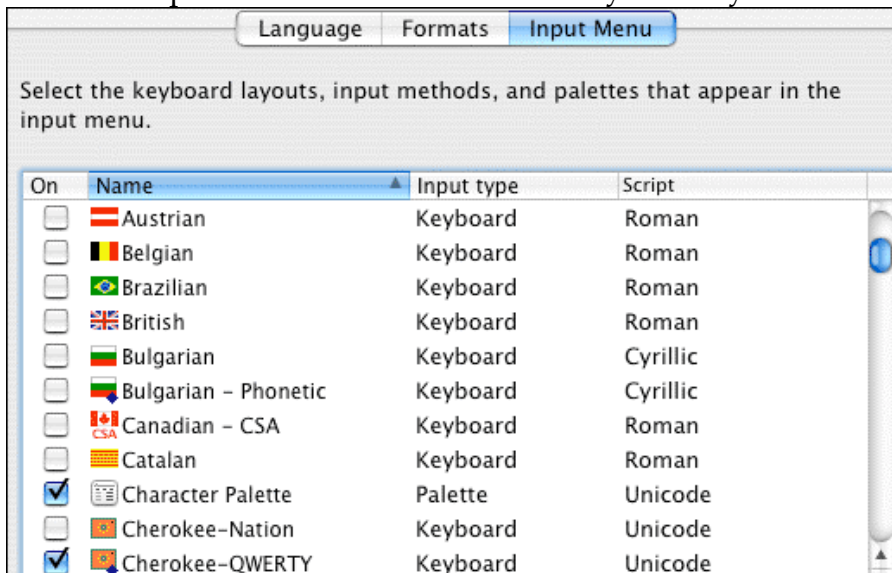 Language Formats Input Menu
Select the keyboard layouts, input methods, and palettes that appear in the
input menu.
On Name Input type Script
Austrian Keyboard Roman
Belgian Keyboard Roman
Brazilian Keyboard Roman
British Keyboard Roman
Bulgarian Keyboard Cyrillic
Bulgarian – Phonetic Keyboard Cyrillic
CSA Canadian – CSA Keyboard Roman
Catalan Keyboard Roman
Character Palette Palette Unicode
Cherokee-Nation Keyboard Unicode
Cherokee-QWERTY Keyboard Unicode